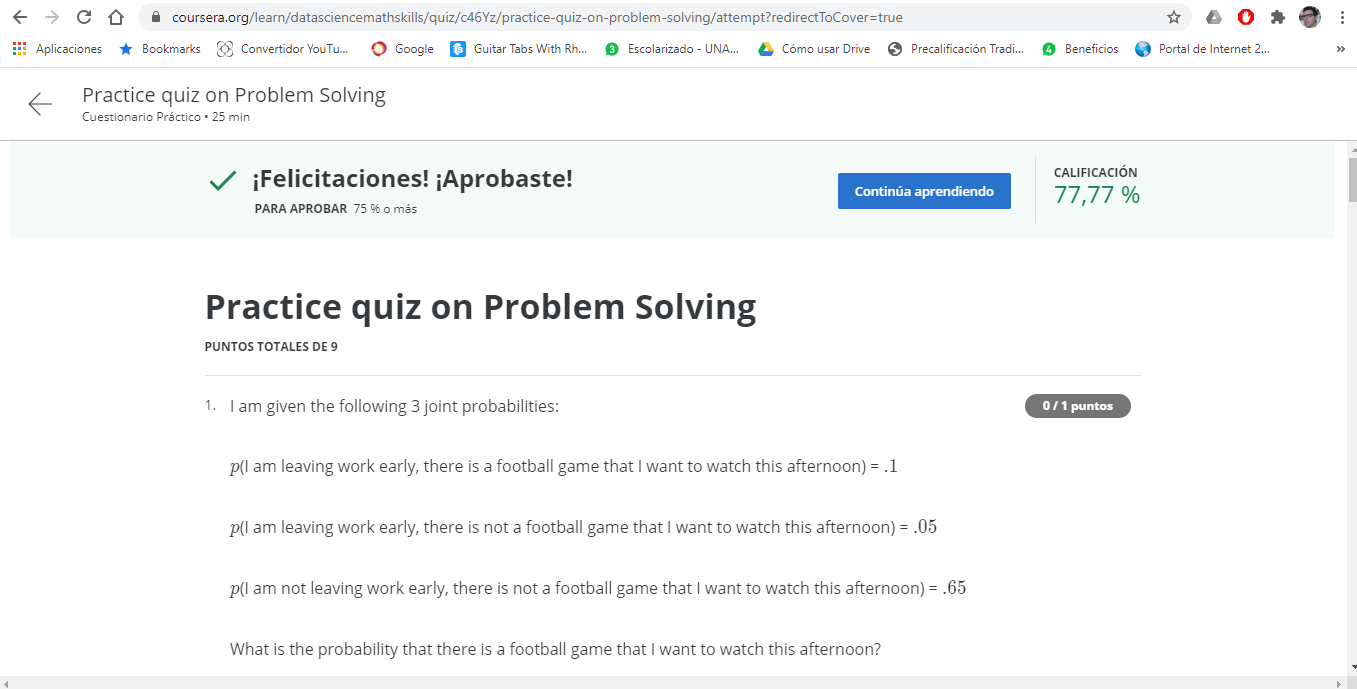 coursera.org/learn/datasciencemathskills/quiz/c46Yz/practice-quiz-on-problem-solving/attempt?redirectToCover=true
Aplicaciones Bookmarks Convertidor YouTu... Google Guitar Tabs With Rh... 3 Escolarizado - UNA... Cómo usar Drive Precalificación Tradi... 4 Beneficios Portal de Internet 2... »
Practice quiz on Problem Solving
Cuestionario Práctico • 25 min
¡Felicitaciones! ¡Aprobaste!
PARA APROBAR 75 % o más
Continúa aprendiendo
CALIFICACIÓN
77,77 %
Practice quiz on Problem Solving
PUNTOS TOTALES DE 9
1. I am given the following 3 joint probabilities:
0 / 1 puntos
p(I am leaving work early, there is a football game that I want to watch this afternoon) = .1
p(I am leaving work early, there is not a football game that I want to watch this afternoon) = .05
p(I am not leaving work early, there is not a football game that I want to watch this afternoon) = .65
What is the probability that there is a football game that I want to watch this afternoon?